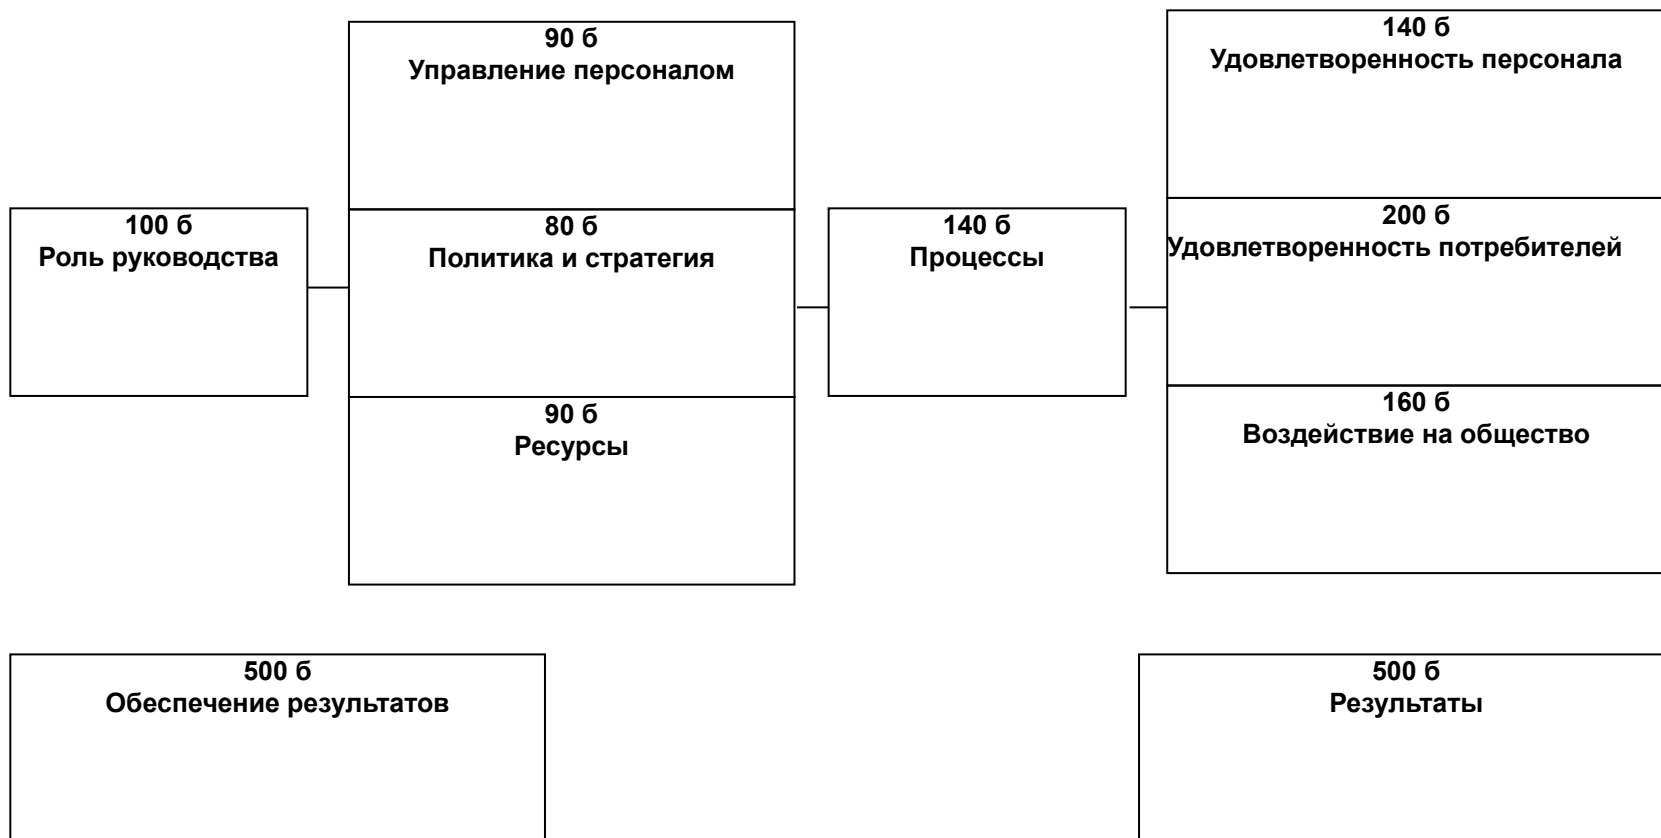 100 б
Роль руководства
90 б
Управление персоналом
80 б
Политика и стратегия
90 б
Ресурсы
140 б
Процессы
140 б
Удовлетворенность персонала
200 б
Удовлетворенность потребителей
160 б
Воздействие на общество
500 б
Обеспечение результатов
500 б
Результаты